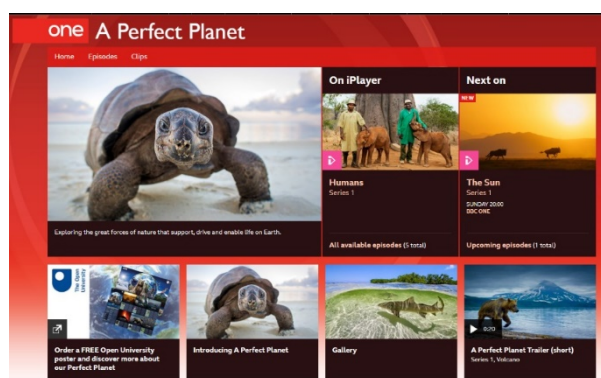 one A Perfect Planet
Home Episodes Clips
On iPlayer
Next on
NEW
Humans
Series 1
The Sun
Series 1
SUNDAY 20:00
BBC ONE
Exploring the great forces of nature that support, drive and enable life on Earth.
All available episodes (5 total)
Upcoming episodes (1 total)
The Open
University
0:20
Order a FREE Open University
poster and discover more about
our Perfect Planet
Introducing A Perfect Planet
Gallery
A Perfect Planet Trailer (short)
Series 1, Volcano